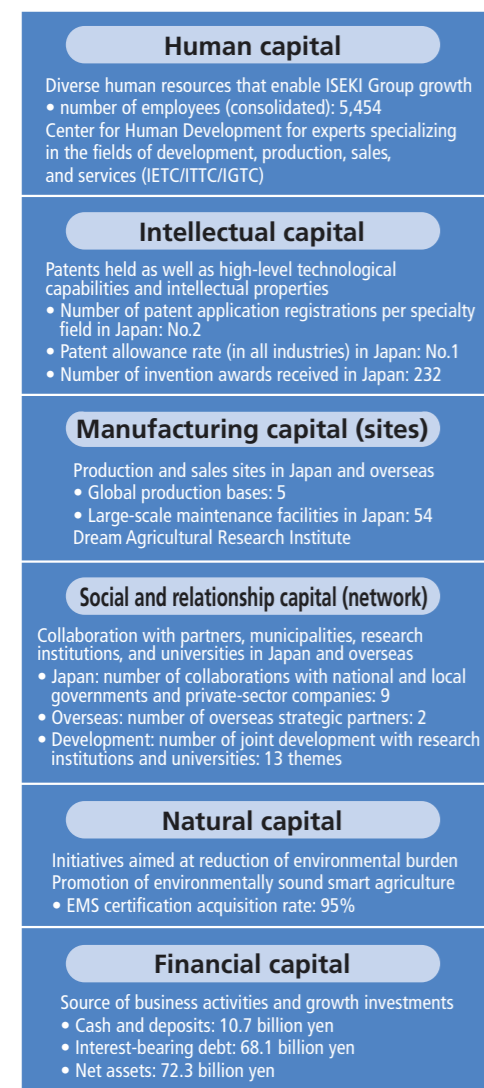 Human capital
Diverse human resources that enable ISEKI Group growth
• number of employees (consolidated): 5,454
Center for Human Development for experts specializing
in the fields of development, production, sales,
and services (IETC/ITTC/IGTC)
Intellectual capital
Patents held as well as high-level technological
capabilities and intellectual properties
• Number of patent application registrations per specialty
field in Japan: No.2
• Patent allowance rate (in all industries) in Japan: No.1
• Number of invention awards received in Japan: 232
Manufacturing capital (sites)
Production and sales sites in Japan and overseas
• Global production bases: 5
• Large-scale maintenance facilities in Japan: 54
Dream Agricultural Research Institute
Social and relationship capital (network)
Collaboration with partners, municipalities, research
institutions, and universities in Japan and overseas
• Japan: number of collaborations with national and local
governments and private-sector companies: 9
• Overseas: number of overseas strategic partners: 2
• Development: number of joint development with research
institutions and universities: 13 themes
Natural capital
Initiatives aimed at reduction of environmental burden
Promotion of environmentally sound smart agriculture
• EMS certification acquisition rate: 95%
Financial capital
Source of business activities and growth investments
• Cash and deposits: 10.7 billion yen
• Interest-bearing debt: 68.1 billion yen
• Net assets: 72.3 billion yen